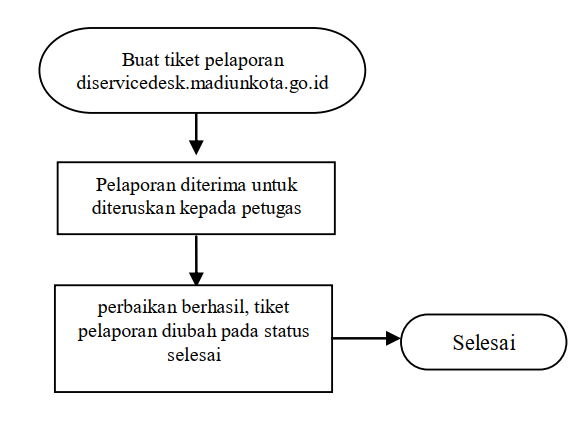 Buat tiket pelaporan
diservicedesk.madiunkota.go.id
Pelaporan diterima untuk
diteruskan kepada petugas
perbaikan berhasil, tiket
pelaporan diubah pada status
selesai
Selesai